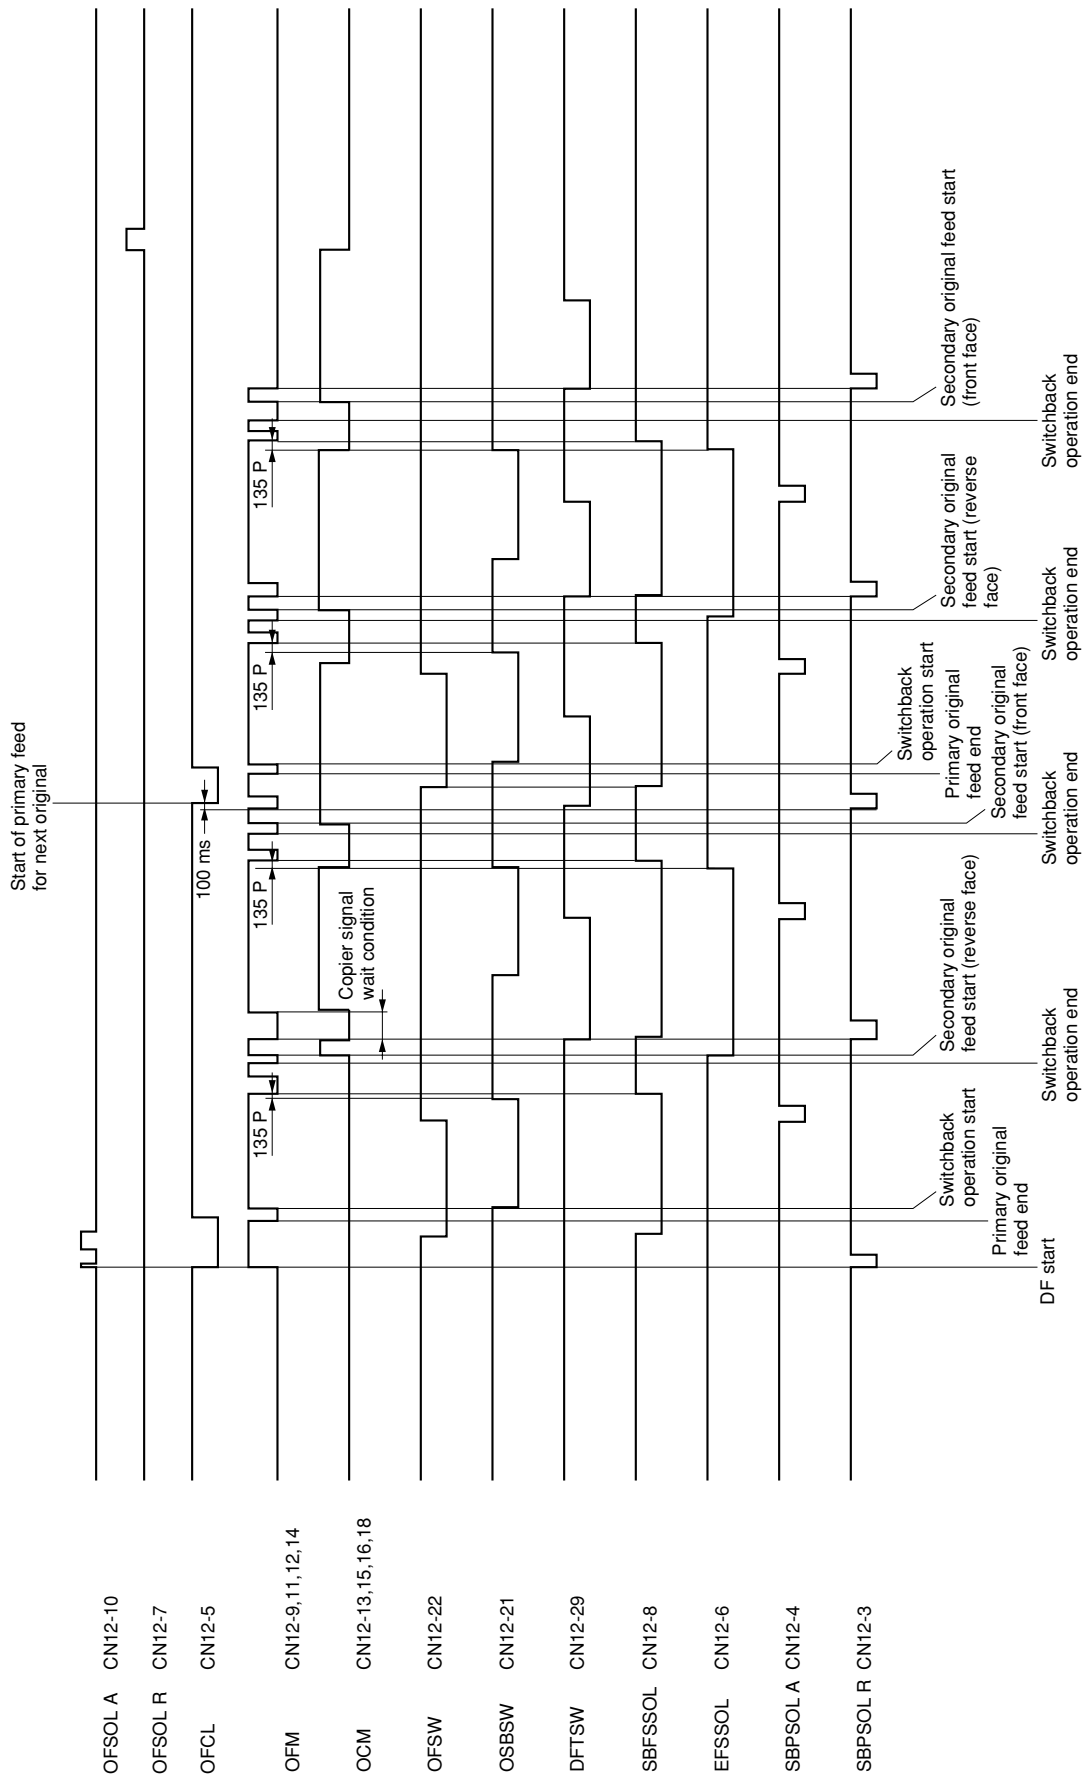 Start of primary feed
for next original
OFSOL A CN12-10
OFSOL R CN12-7
OFCL CN12-5
100 ms
OFM CN12-9,11,12,14
135 P
135 P
135 P
135 P
OCM CN12-13,15,16,18
Copier signal
wait condition
OFSW CN12-22
OSBSW CN12-21
DFTSW CN12-29
SBFSSOL CN12-8
EFSSOL CN12-6
SBPSOL A CN12-4
SBPSOL R CN12-3
DF start
Primary original
feed end
Switchback
operation start
Switchback
operation end
Secondary original
feed start (reverse face)
Switchback
operation end
Secondary original
feed start (front face)
Primary original
feed end
Switchback
operation start
Switchback
operation end
Secondary original
feed start (reverse
face)
Switchback
operation end
Secondary original feed start
(front face)